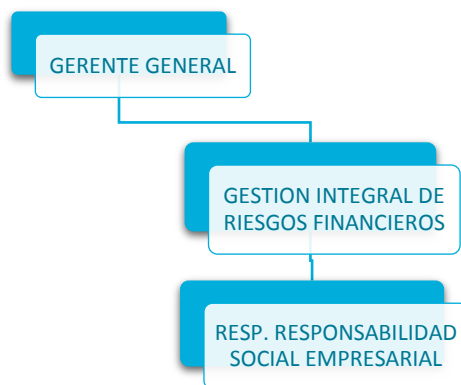 GERENTE GENERAL
GESTION INTEGRAL DE
RIESGOS FINANCIEROS
RESP. RESPONSABILIDAD
SOCIAL EMPRESARIAL